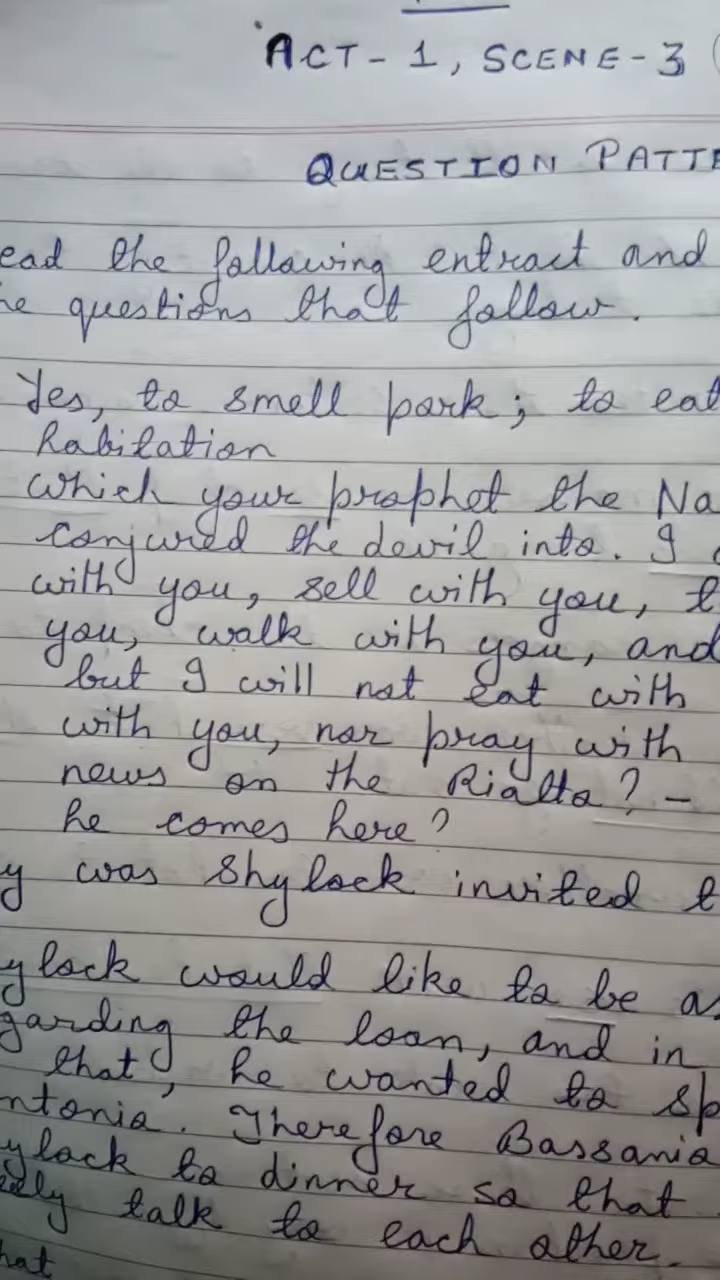 ACT-1, SCENE-3
QUESTION PATTE
ead the following extract and
he questions that follow.
Yes, to smell pork; to eat
habitation
which your prophet the Na
conjured the devil into. I
with you, sell with you, t
you, walk with you, and
but I will not eat with
with you, nor pray with
news on the Rialto? -
he comes here?
y was Shylock invited t
ylock would like to be as
garding the loan, and in
that, he wanted to sp
ntonio. Therefore Bassanio
ylock to dinner so that
talk to each other.
hat